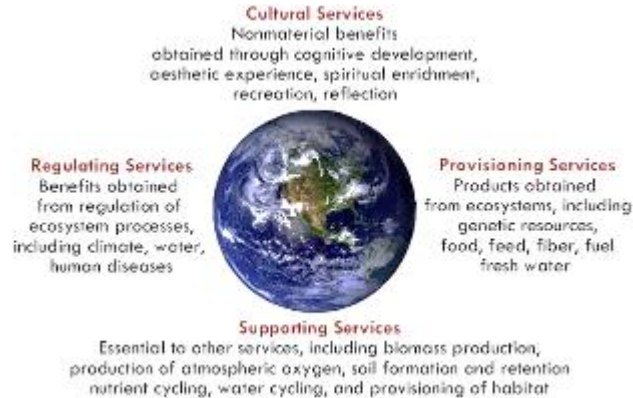 Cultural Services
Nonmaterial benefits
obtained through cognitive development,
aesthetic experience, spiritual enrichment,
recreation, reflection
Regulating Services
Benefits obtained
from regulation of
ecosystem processes,
including climate, water,
human diseases
Provisioning Services
Products obtained
from ecosystems, including
genetic resources,
food, feed, fiber, fuel
fresh water
Supporting Services
Essential to other services, including biomass production,
production of atmospheric oxygen, soil formation and retention
nutrient cycling, water cycling, and provisioning of habitat